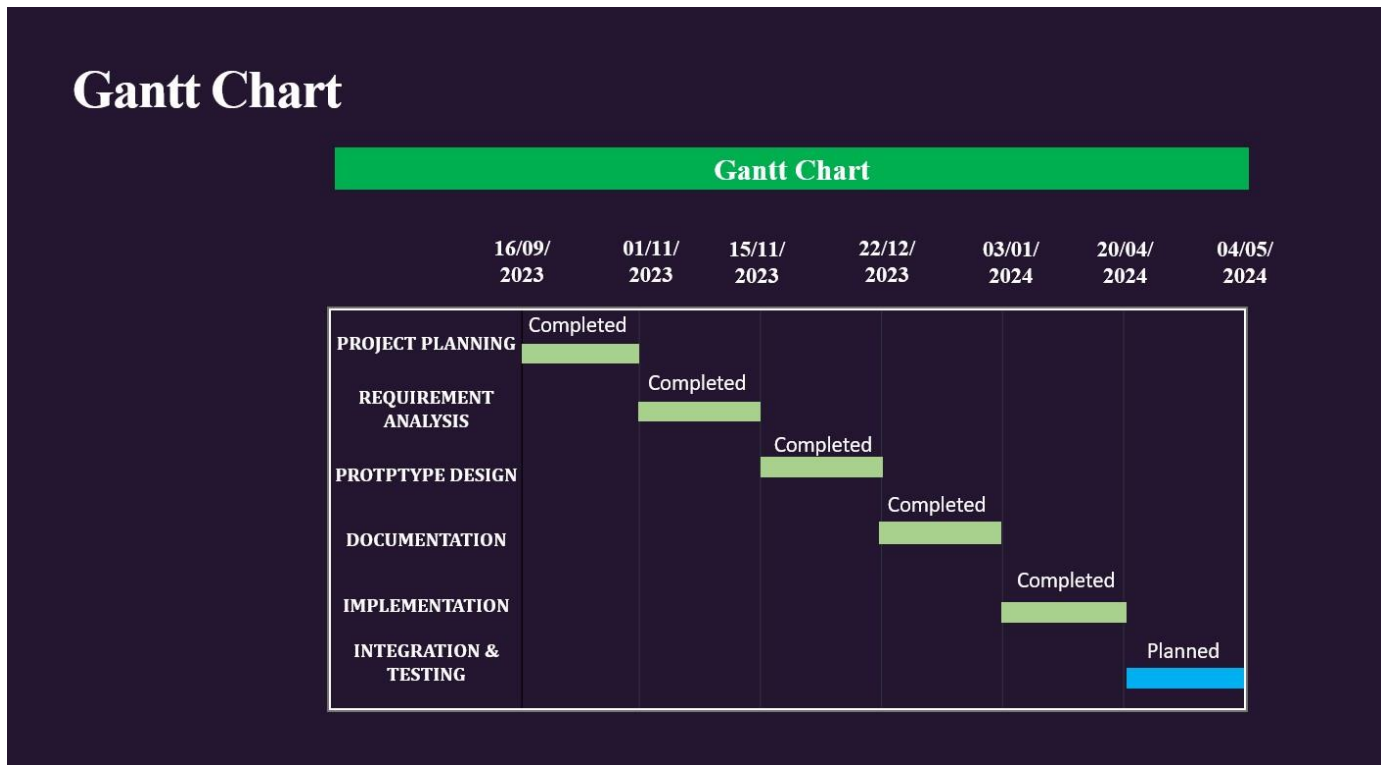 Gantt Chart
Gantt Chart
16/09/
2023
01/11/
2023
15/11/
2023
22/12/
2023
03/01/
2024
20/04/
2024
04/05/
2024
PROJECT PLANNING
Completed
REQUIREMENT
ANALYSIS
Completed
PROTPTYPE DESIGN
Completed
DOCUMENTATION
Completed
IMPLEMENTATION
Completed
INTEGRATION &
TESTING
Planned